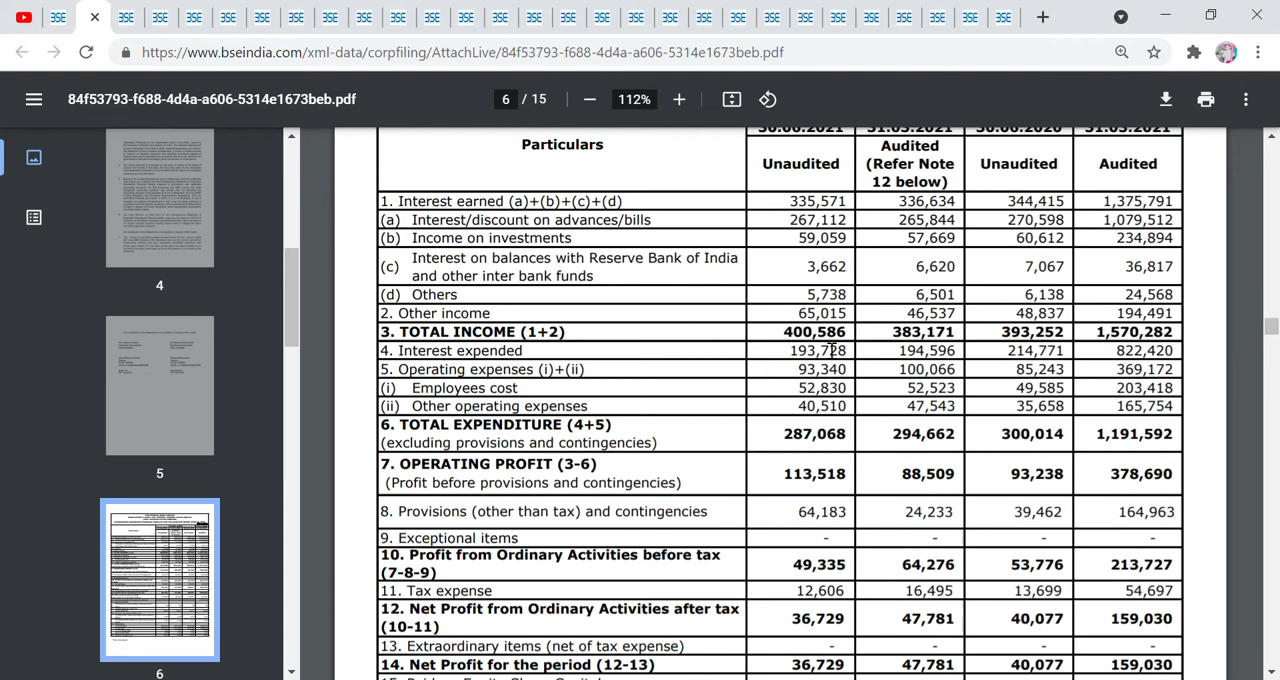 https://www.bseindia.com/xml-data/corpfiling/AttachLive/84f53793-f688-4d4a-a606-5314e1673beb.pdf
84f53793-f688-4d4a-a606-5314e1673beb.pdf 6 / 15 112%
4
5
6
30.06.2021 31.03.2021 30.06.2020 31.03.2021
Particulars Unaudited Audited (Refer Note 12 below) Unaudited Audited
1. Interest earned (a)+(b)+(c)+(d) 335,571 336,634 344,415 1,375,791
(a) Interest/discount on advances/bills 267,112 265,844 270,598 1,079,512
(b) Income on investments 59,059 57,669 60,612 234,894
(c) Interest on balances with Reserve Bank of India and other inter bank funds 3,662 6,620 7,067 36,817
(d) Others 5,738 6,501 6,138 24,568
2. Other income 65,015 46,537 48,837 194,491
3. TOTAL INCOME (1+2) 400,586 383,171 393,252 1,570,282
4. Interest expended 193,728 194,596 214,771 822,420
5. Operating expenses (i)+(ii) 93,340 100,066 85,243 369,172
(i) Employees cost 52,830 52,523 49,585 203,418
(ii) Other operating expenses 40,510 47,543 35,658 165,754
6. TOTAL EXPENDITURE (4+5)
(excluding provisions and contingencies) 287,068 294,662 300,014 1,191,592
7. OPERATING PROFIT (3-6)
(Profit before provisions and contingencies) 113,518 88,509 93,238 378,690
8. Provisions (other than tax) and contingencies 64,183 24,233 39,462 164,963
9. Exceptional items - - - -
10. Profit from Ordinary Activities before tax (7-8-9) 49,335 64,276 53,776 213,727
11. Tax expense 12,606 16,495 13,699 54,697
12. Net Profit from Ordinary Activities after tax (10-11) 36,729 47,781 40,077 159,030
13. Extraordinary items (net of tax expense) - - - -
14. Net Profit for the period (12-13) 36,729 47,781 40,077 159,030